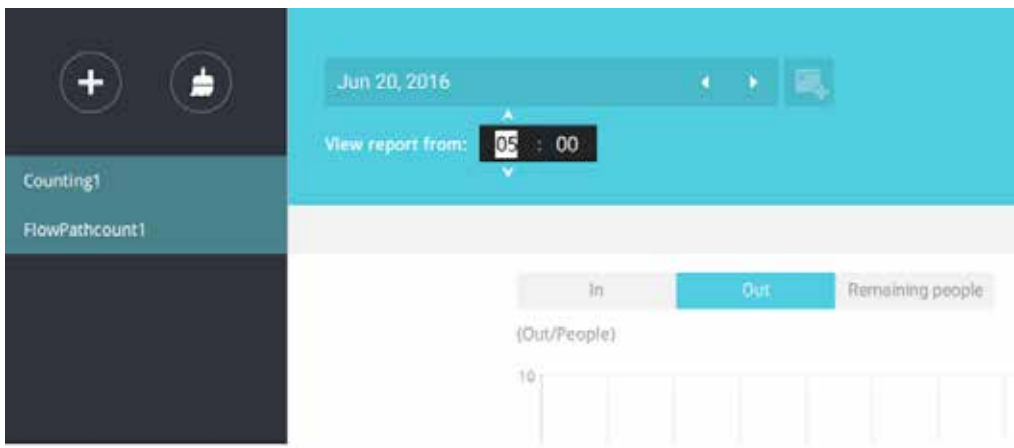 Jun 20, 2016
View report from: 05 : 00
Counting1
FlowPathcount1
In Out Remaining people
(Out/People)
10